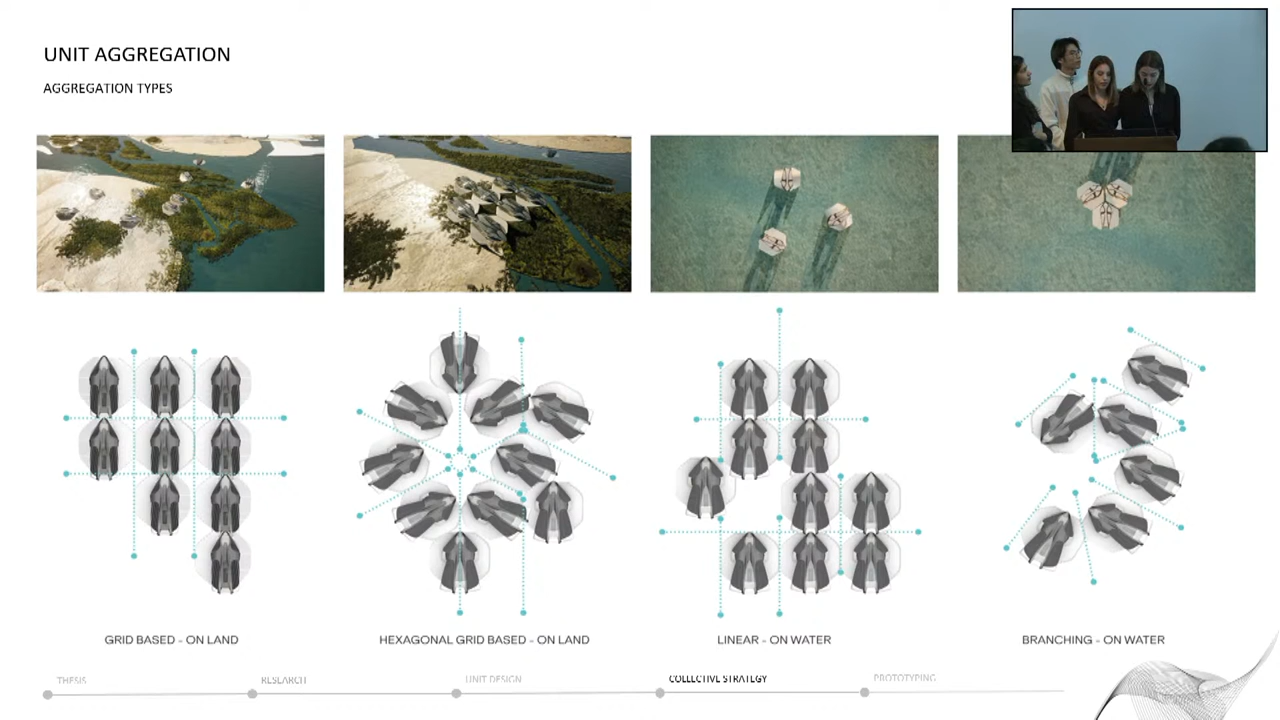 UNIT AGGREGATION
AGGREGATION TYPES
GRID BASED - ON LAND
HEXAGONAL GRID BASED - ON LAND
LINEAR - ON WATER
BRANCHING - ON WATER
THESIS
RESEARCH
UNIT DESIGN
COLLECTIVE STRATEGY
PROTOTYPING